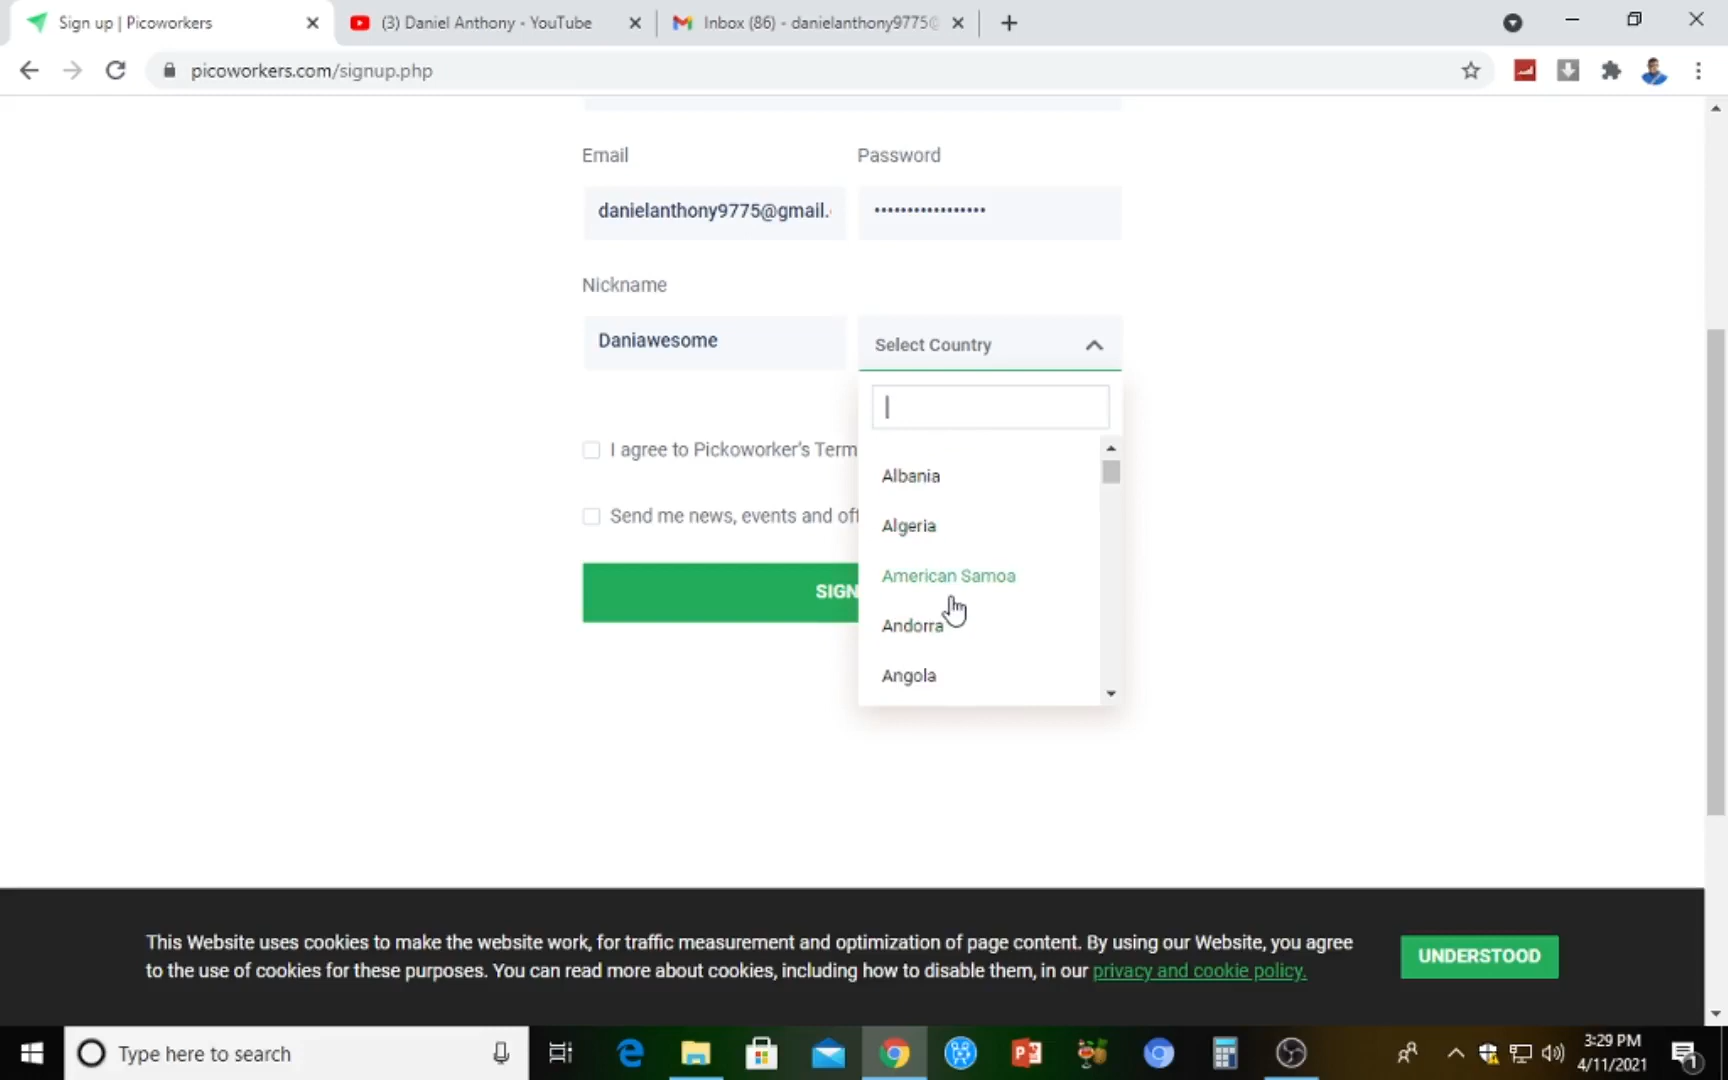 Sign up | Picoworkers
(3) Daniel Anthony - YouTube
Inbox (86) - danielanthony9775@
picoworkers.com/signup.php
Email
Password
danielanthony9775@gmail.
•••••••••••••••••
Nickname
Daniawesome
Select Country
I agree to Pickoworker's Term
Albania
Send me news, events and off
Algeria
SIGN
American Samoa
Andorra
Angola
This Website uses cookies to make the website work, for traffic measurement and optimization of page content. By using our Website, you agree
to the use of cookies for these purposes. You can read more about cookies, including how to disable them, in our privacy and cookie policy.
UNDERSTOOD
Type here to search
3:29 PM
4/11/2021
1